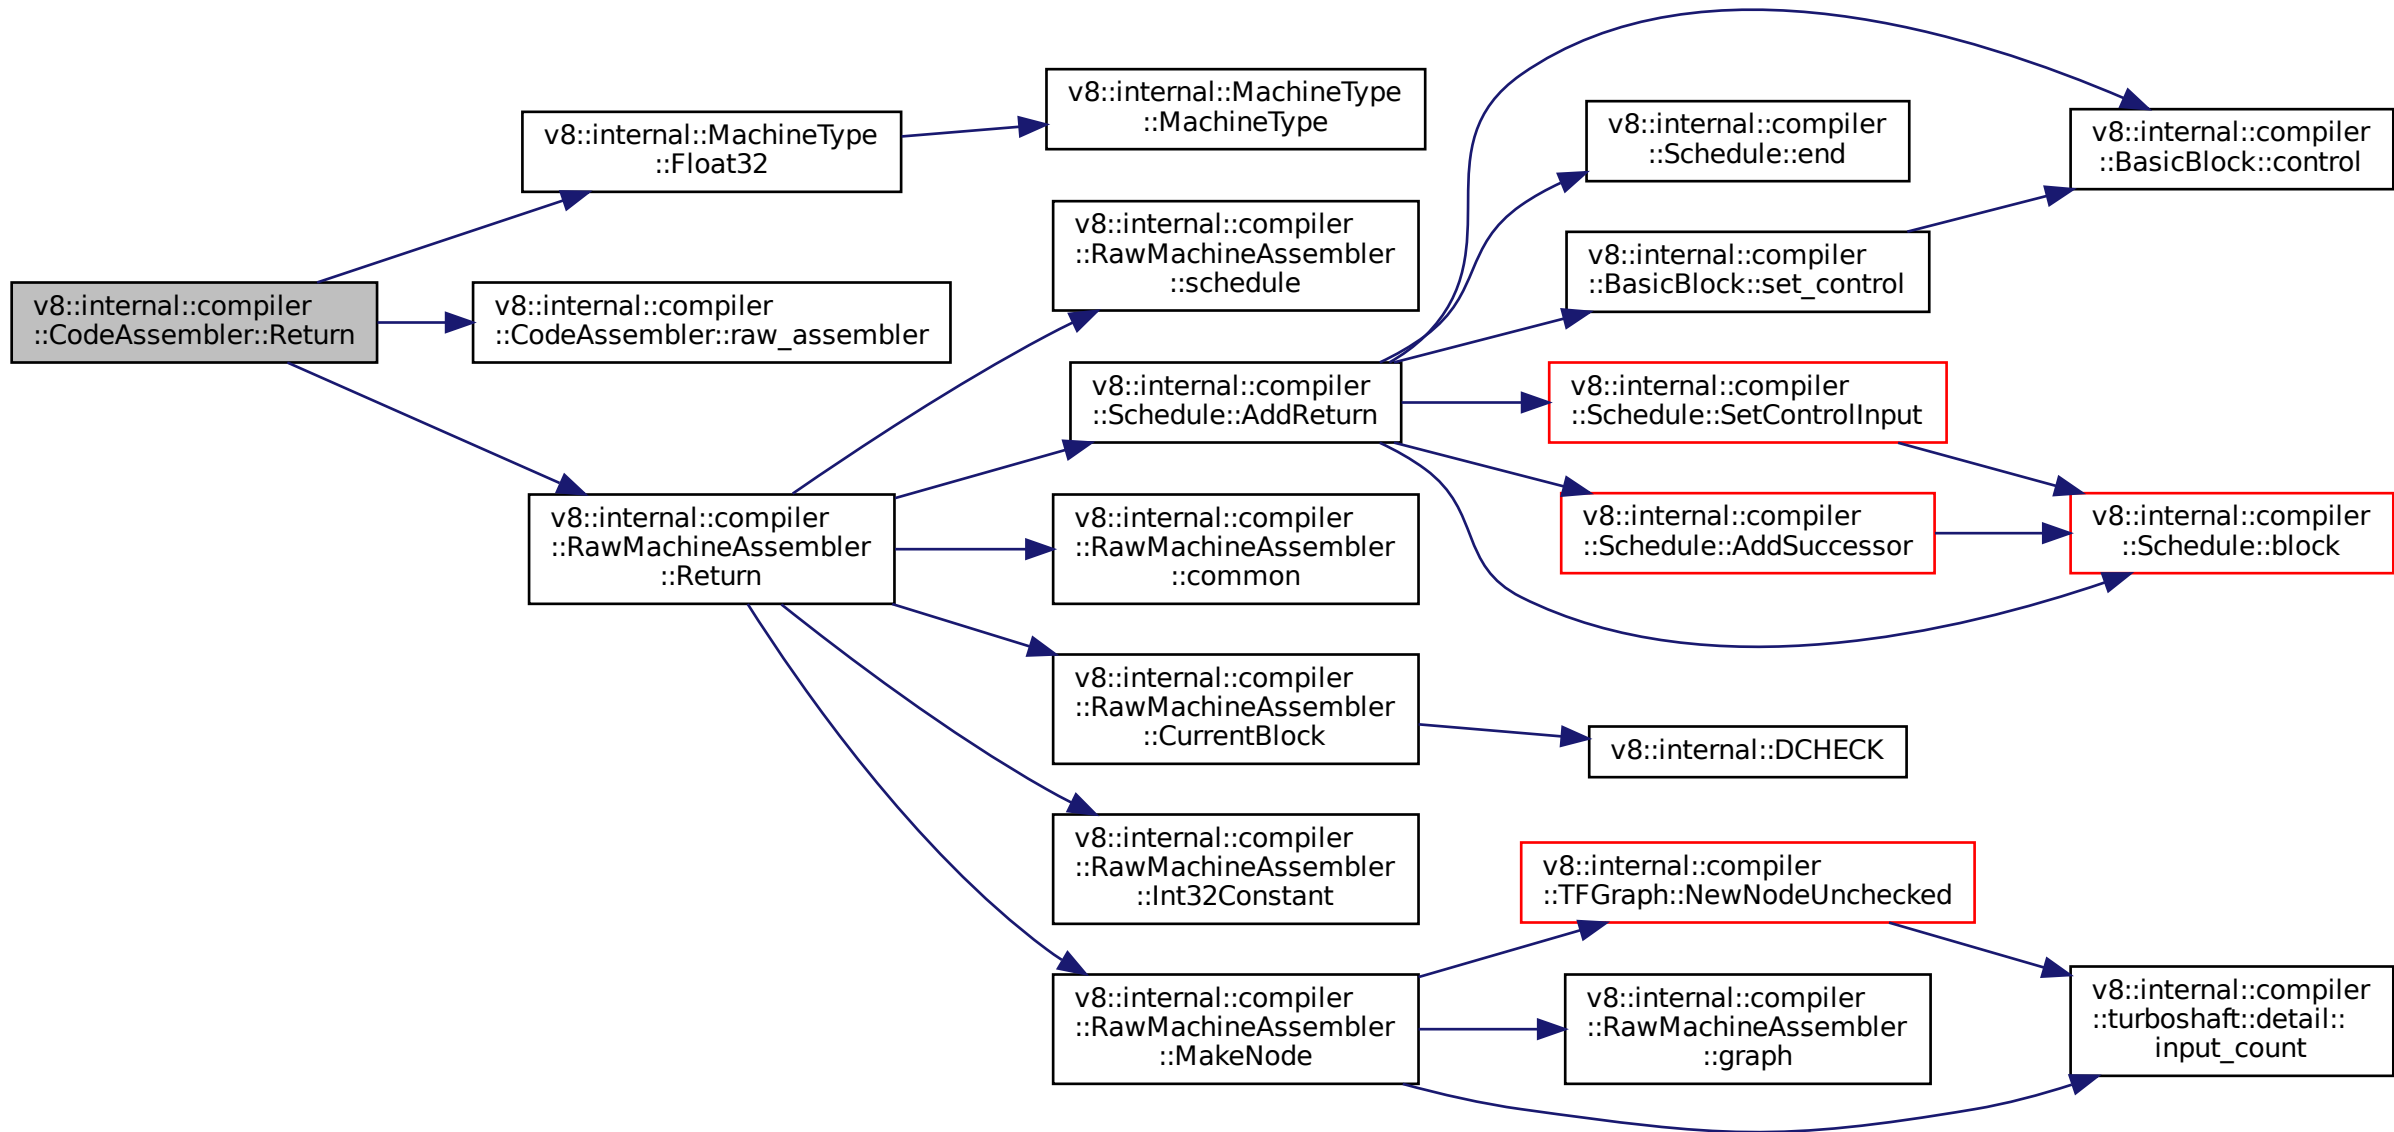 v8::internal::compiler
::CodeAssembler::Return
v8::internal::MachineType
::Float32
v8::internal::MachineType
::MachineType
v8::internal::compiler
::CodeAssembler::raw_assembler
v8::internal::compiler
::RawMachineAssembler
::Return
v8::internal::compiler
::RawMachineAssembler
::schedule
v8::internal::compiler
::Schedule::AddReturn
v8::internal::compiler
::RawMachineAssembler
::common
v8::internal::compiler
::RawMachineAssembler
::CurrentBlock
v8::internal::compiler
::RawMachineAssembler
::Int32Constant
v8::internal::compiler
::RawMachineAssembler
::MakeNode
v8::internal::compiler
::Schedule::end
v8::internal::compiler
::BasicBlock::set_control
v8::internal::compiler
::Schedule::SetControlInput
v8::internal::compiler
::Schedule::AddSuccessor
v8::internal::DCHECK
v8::internal::compiler
::TFGraph::NewNodeUnchecked
v8::internal::compiler
::RawMachineAssembler
::graph
v8::internal::compiler
::BasicBlock::control
v8::internal::compiler
::Schedule::block
v8::internal::compiler
::turboshaft::detail::
input_count